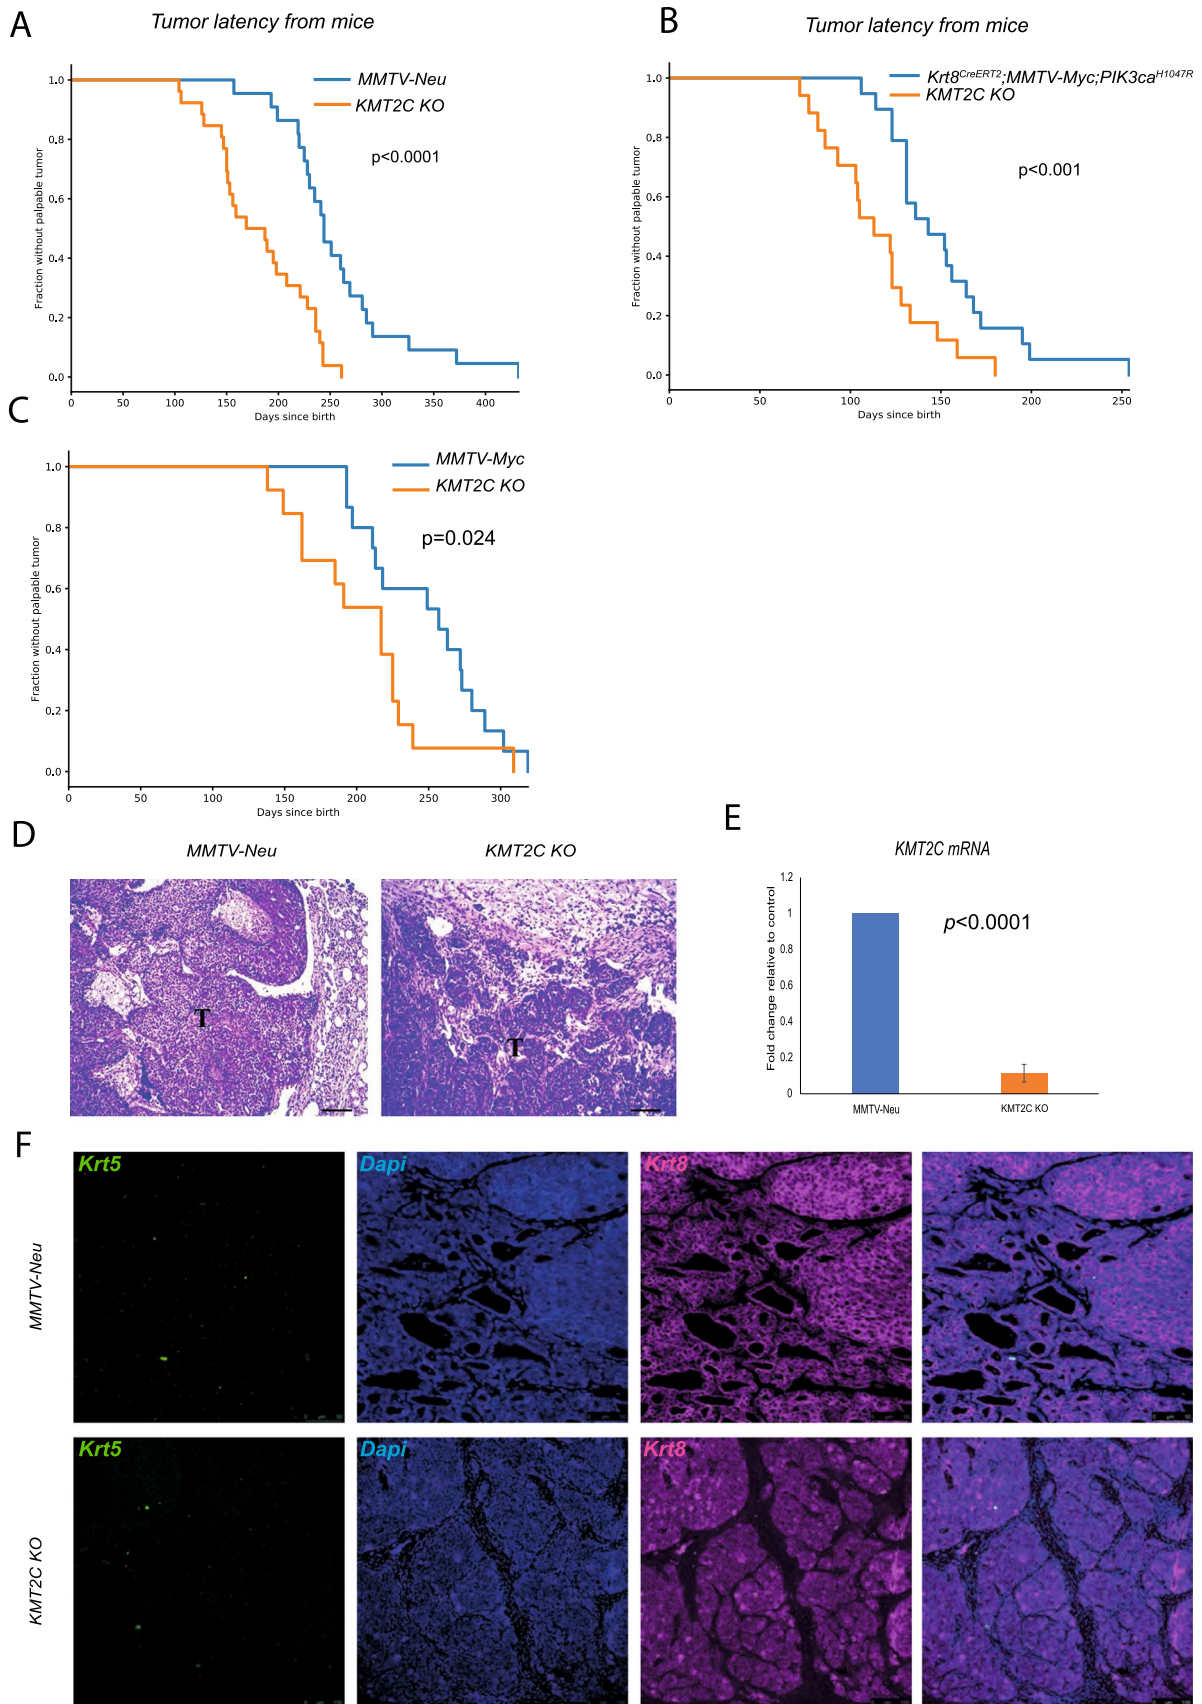 A
Tumor latency from mice
1.0
0.8
0.6
0.4
0.2
0.0
Fraction without palpable tumor
MMTV-Neu
KMT2C KO
p<0.0001
0 50 100 150 200 250 300 350 400
Days since birth
B
Tumor latency from mice
1.0
0.8
0.6
0.4
0.2
0.0
Fraction without palpable tumor
Krt8CreERT2;MMTV-Myc;PIK3caH1047R
KMT2C KO
p<0.001
0 50 100 150 200 250
Days since birth
C
1.0
0.8
0.6
0.4
0.2
0.0
Fraction without palpable tumor
MMTV-Myc
KMT2C KO
p=0.024
0 50 100 150 200 250 300
Days since birth
D
MMTV-Neu KMT2C KO
T T
E
KMT2C mRNA
1.2
1
0.8
0.6
0.4
0.2
0
Fold change relative to control
p<0.0001
MMTV-Neu KMT2C KO
F
MMTV-Neu
Krt5 Dapi Krt8
KMT2C KO
Krt5 Dapi Krt8